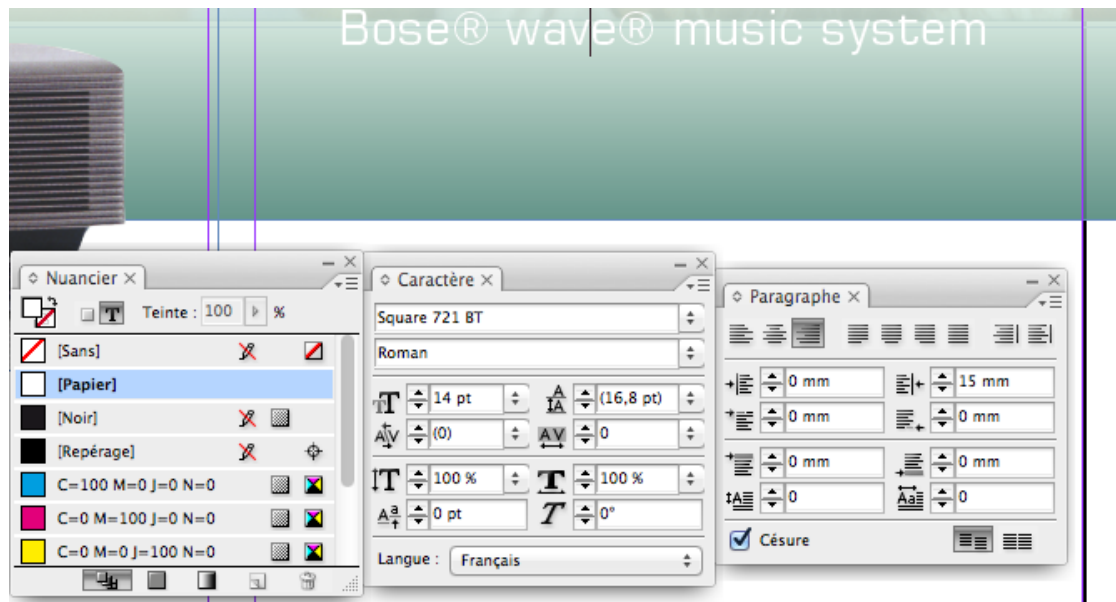 Bose® wave® music system
Nuancier
Teinte : 100 %
[Sans]
[Papier]
[Noir]
[Repérage]
C=100 M=0 J=0 N=0
C=0 M=100 J=0 N=0
C=0 M=0 J=100 N=0
Caractère
Square 721 BT
Roman
14 pt (16,8 pt)
(0) 0
100 % 100 %
0 pt 0°
Langue : Français
Paragraphe
0 mm 15 mm
0 mm 0 mm
0 mm 0 mm
0 0
Césure